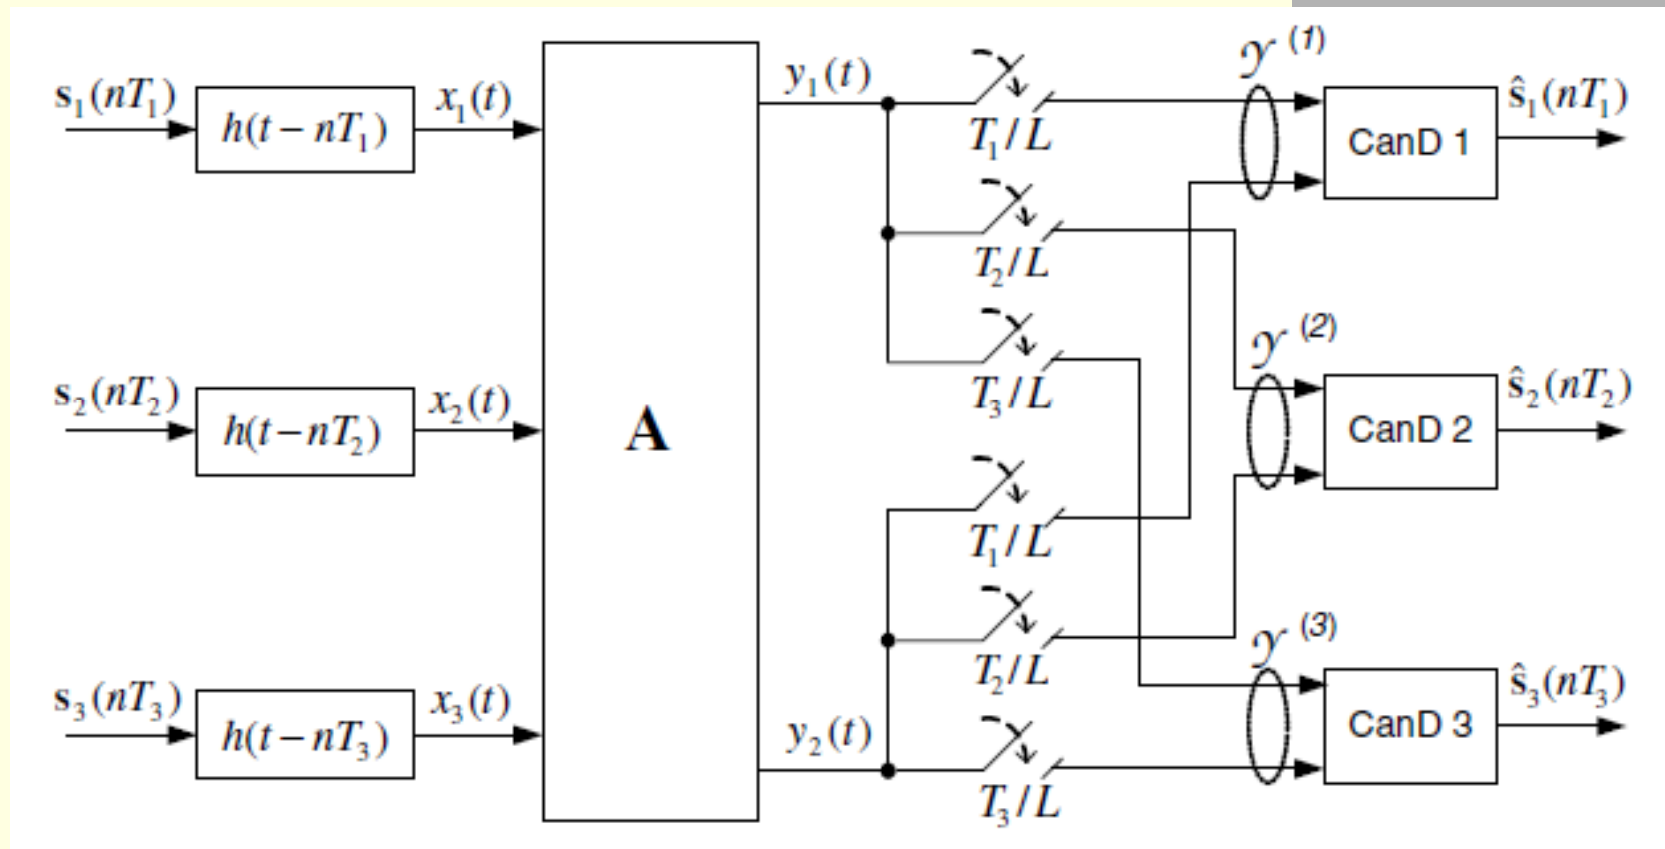 s₁(nT₁)
h(t − nT₁)
x₁(t)
s₂(nT₂)
h(t−nT₂)
x₂(t)
s₃(nT₃)
h(t − nT₃)
x₃(t)
A
y₁(t)
T₁/L
T₂/L
T₃/L
y₂(t)
T₁/L
T₂/L
T₃/L
𝒴⁽¹⁾
CanD 1
ŝ₁(nT₁)
𝒴⁽²⁾
CanD 2
ŝ₂(nT₂)
𝒴⁽³⁾
CanD 3
ŝ₃(nT₃)